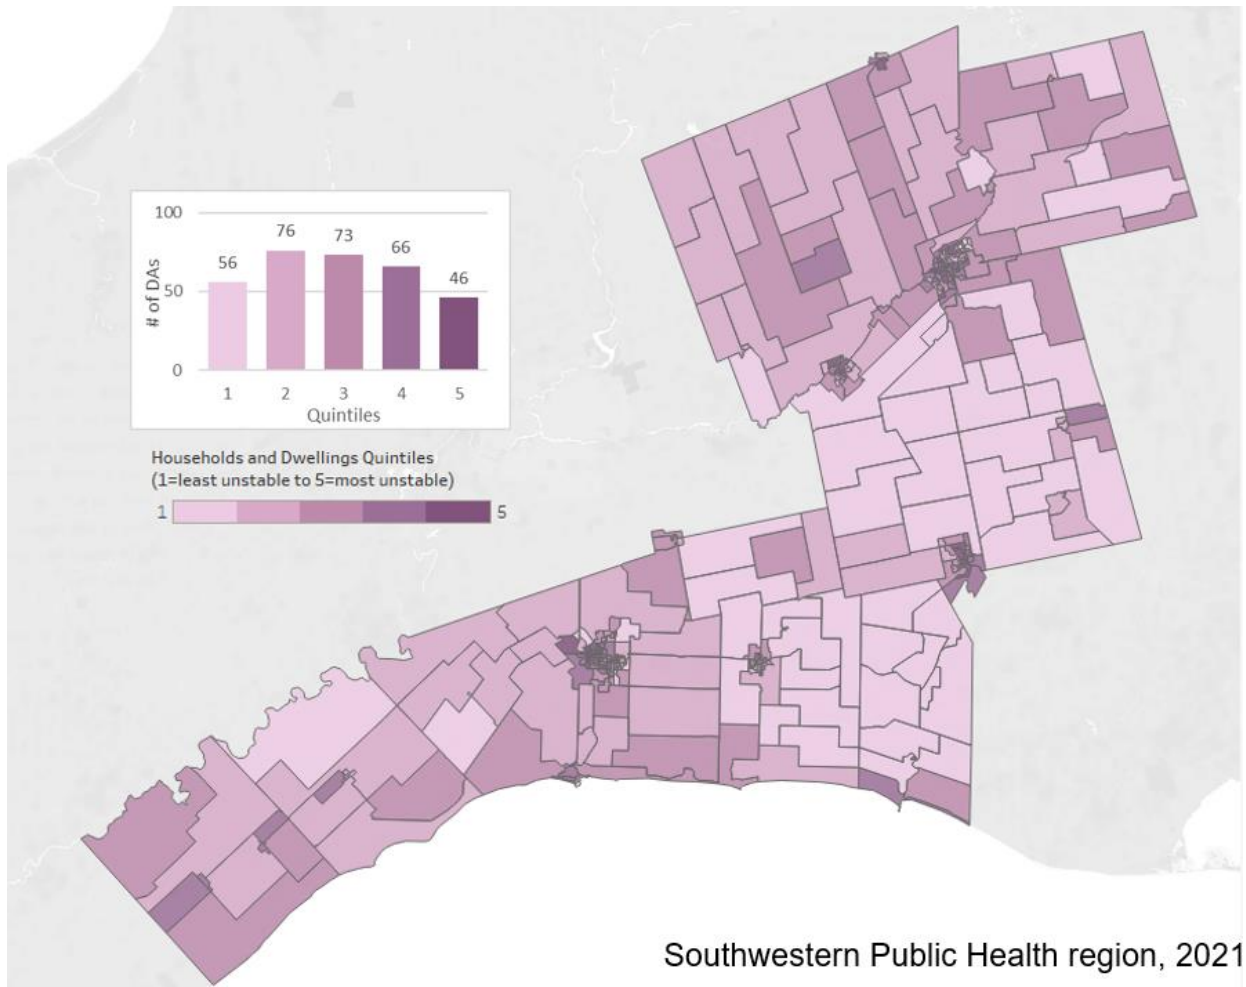 100
76
73
66
56
50
46
# of DAs
0
1 2 3 4 5
Quintiles
Households and Dwellings Quintiles
(1=least unstable to 5=most unstable)
1 5
Southwestern Public Health region, 2021